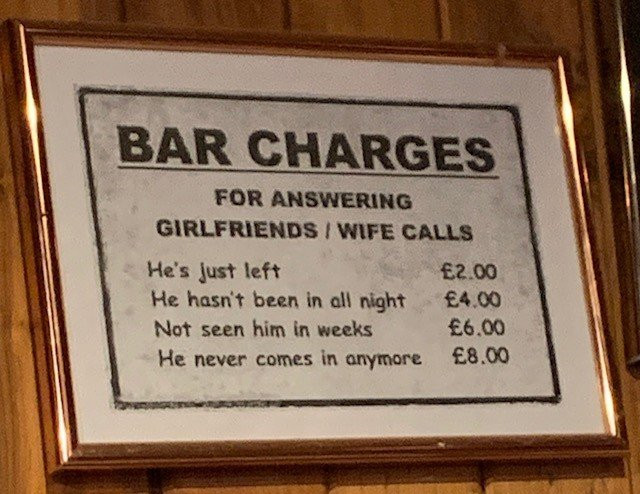 BAR CHARGES
FOR ANSWERING
GIRLFRIENDS / WIFE CALLS
He's just left £2.00
He hasn't been in all night £4.00
Not seen him in weeks £6.00
He never comes in anymore £8.00